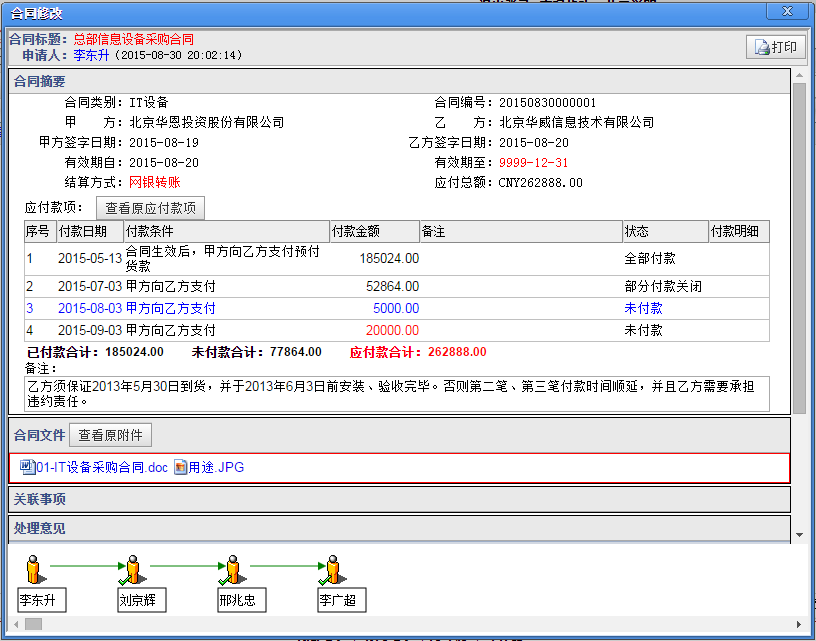 合同修改
合同标题：总部信息设备采购合同
申请人：李东升（2015-08-30 20:02:14）
打印
合同摘要
合同类别：IT设备 合同编号：20150830000001
甲 方：北京华恩投资股份有限公司 乙 方：北京华威信息技术有限公司
甲方签字日期：2015-08-19 乙方签字日期：2015-08-20
有效期自：2015-08-20 有效期至：9999-12-31
结算方式：网银转账 应付总额：CNY262888.00
应付款项： 查看原应付款项
序号 付款日期 付款条件 付款金额 备注 状态 付款明细
1 2015-05-13 合同生效后，甲方向乙方支付预付货款 185024.00 全部付款
2 2015-07-03 甲方向乙方支付 52864.00 部分付款关闭
3 2015-08-03 甲方向乙方支付 5000.00 未付款
4 2015-09-03 甲方向乙方支付 20000.00 未付款
已付款合计：185024.00 未付款合计：77864.00 应付款合计：262888.00
备注：
乙方须保证2013年5月30日到货，并于2013年6月3日前安装、验收完毕。否则第二笔、第三笔付款时间顺延，并且乙方需要承担
违约责任。
合同文件 查看原附件
01-IT设备采购合同.doc 用途.JPG
关联事项
处理意见
李东升 刘京辉 邢兆忠 李广超